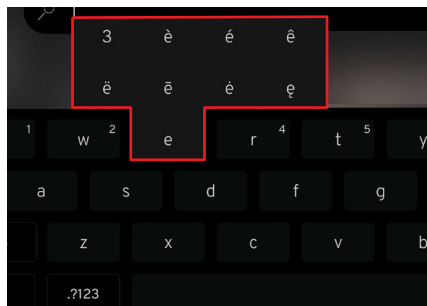 3 è é ê
ë ē ė ę
1 w 2 e r 4 t 5 y
a s d f g
z x c v b
.?123